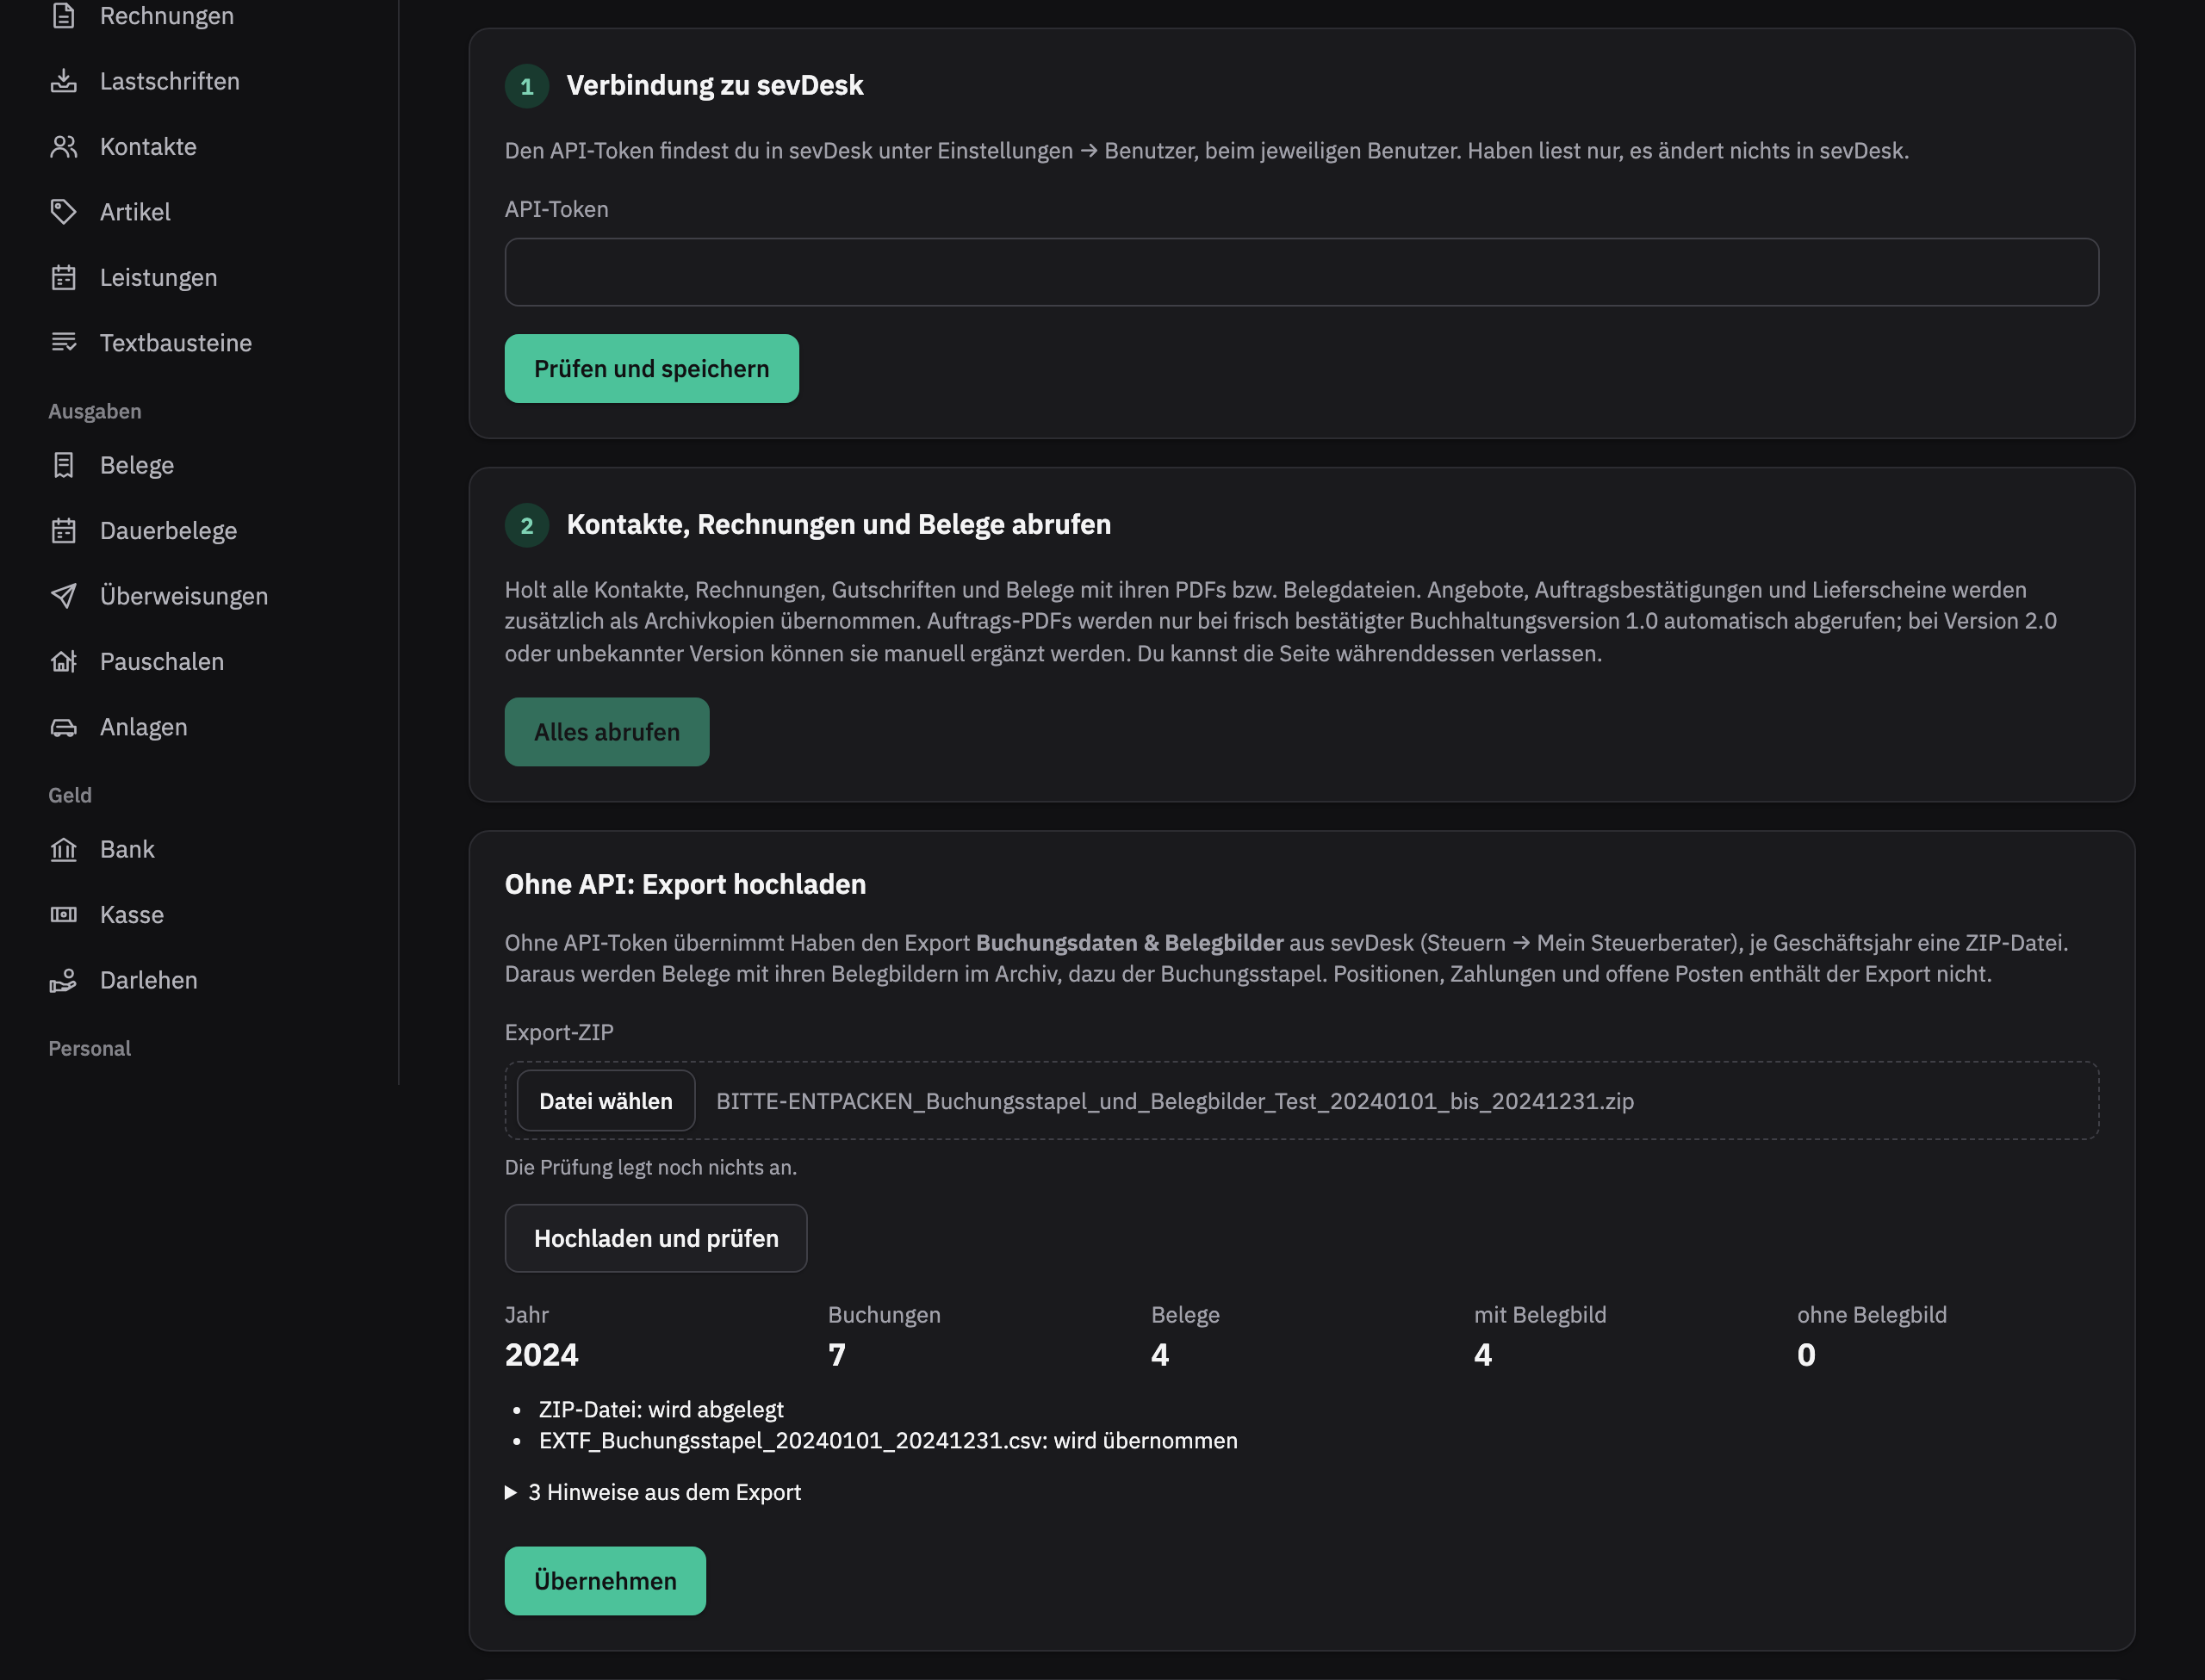 Rechnungen
Lastschriften
Kontakte
Artikel
Leistungen
Textbausteine
Ausgaben
Belege
Dauerbelege
Überweisungen
Pauschalen
Anlagen
Geld
Bank
Kasse
Darlehen
Personal
1 Verbindung zu sevDesk
Den API-Token findest du in sevDesk unter Einstellungen → Benutzer, beim jeweiligen Benutzer. Haben liest nur, es ändert nichts in sevDesk.
API-Token
Prüfen und speichern
2 Kontakte, Rechnungen und Belege abrufen
Holt alle Kontakte, Rechnungen, Gutschriften und Belege mit ihren PDFs bzw. Belegdateien. Angebote, Auftragsbestätigungen und Lieferscheine werden
zusätzlich als Archivkopien übernommen. Auftrags-PDFs werden nur bei frisch bestätigter Buchhaltungsversion 1.0 automatisch abgerufen; bei Version 2.0
oder unbekannter Version können sie manuell ergänzt werden. Du kannst die Seite währenddessen verlassen.
Alles abrufen
Ohne API: Export hochladen
Ohne API-Token übernimmt Haben den Export Buchungsdaten & Belegbilder aus sevDesk (Steuern → Mein Steuerberater), je Geschäftsjahr eine ZIP-Datei.
Daraus werden Belege mit ihren Belegbildern im Archiv, dazu der Buchungsstapel. Positionen, Zahlungen und offene Posten enthält der Export nicht.
Export-ZIP
Datei wählen BITTE-ENTPACKEN_Buchungsstapel_und_Belegbilder_Test_20240101_bis_20241231.zip
Die Prüfung legt noch nichts an.
Hochladen und prüfen
Jahr Buchungen Belege mit Belegbild ohne Belegbild
2024 7 4 4 0
• ZIP-Datei: wird abgelegt
• EXTF_Buchungsstapel_20240101_20241231.csv: wird übernommen
▶ 3 Hinweise aus dem Export
Übernehmen